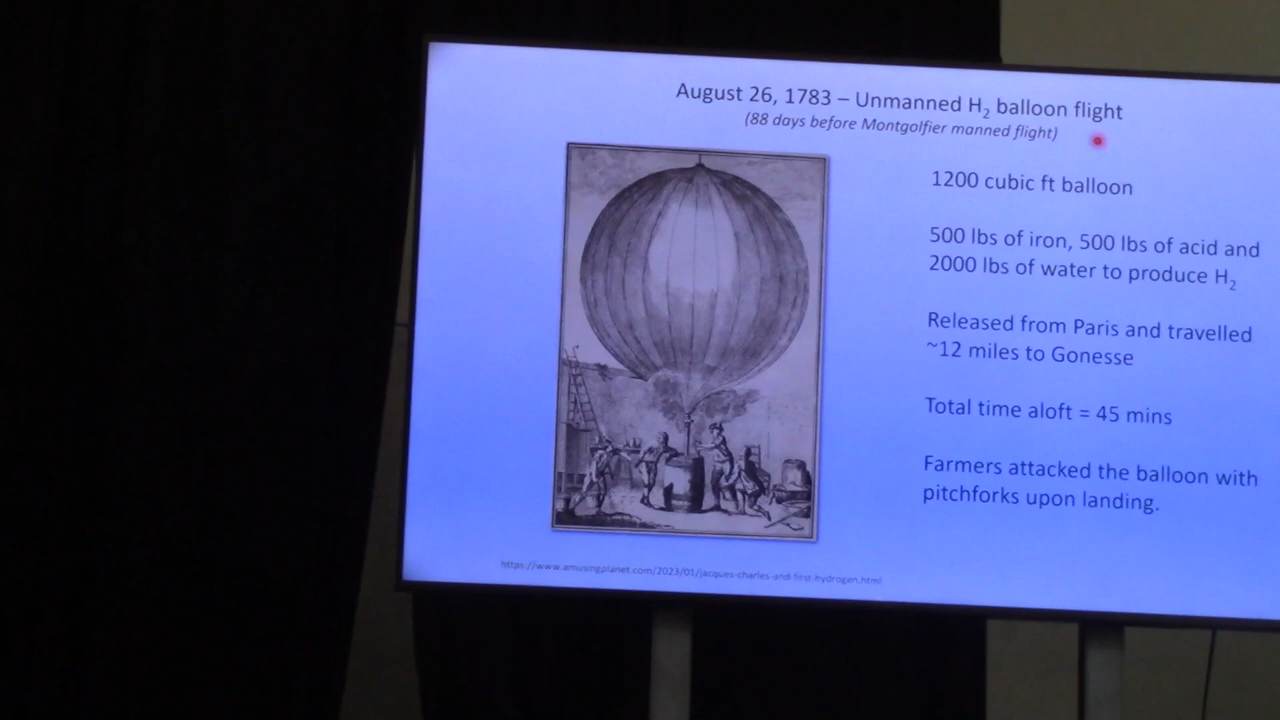 August 26, 1783 – Unmanned H₂ balloon flight
(88 days before Montgolfier manned flight)
1200 cubic ft balloon
500 lbs of iron, 500 lbs of acid and
2000 lbs of water to produce H₂
Released from Paris and travelled
~12 miles to Gonesse
Total time aloft = 45 mins
Farmers attacked the balloon with
pitchforks upon landing.
https://www.amusingplanet.com/2023/01/jacques-charles-and-first-hydrogen.html